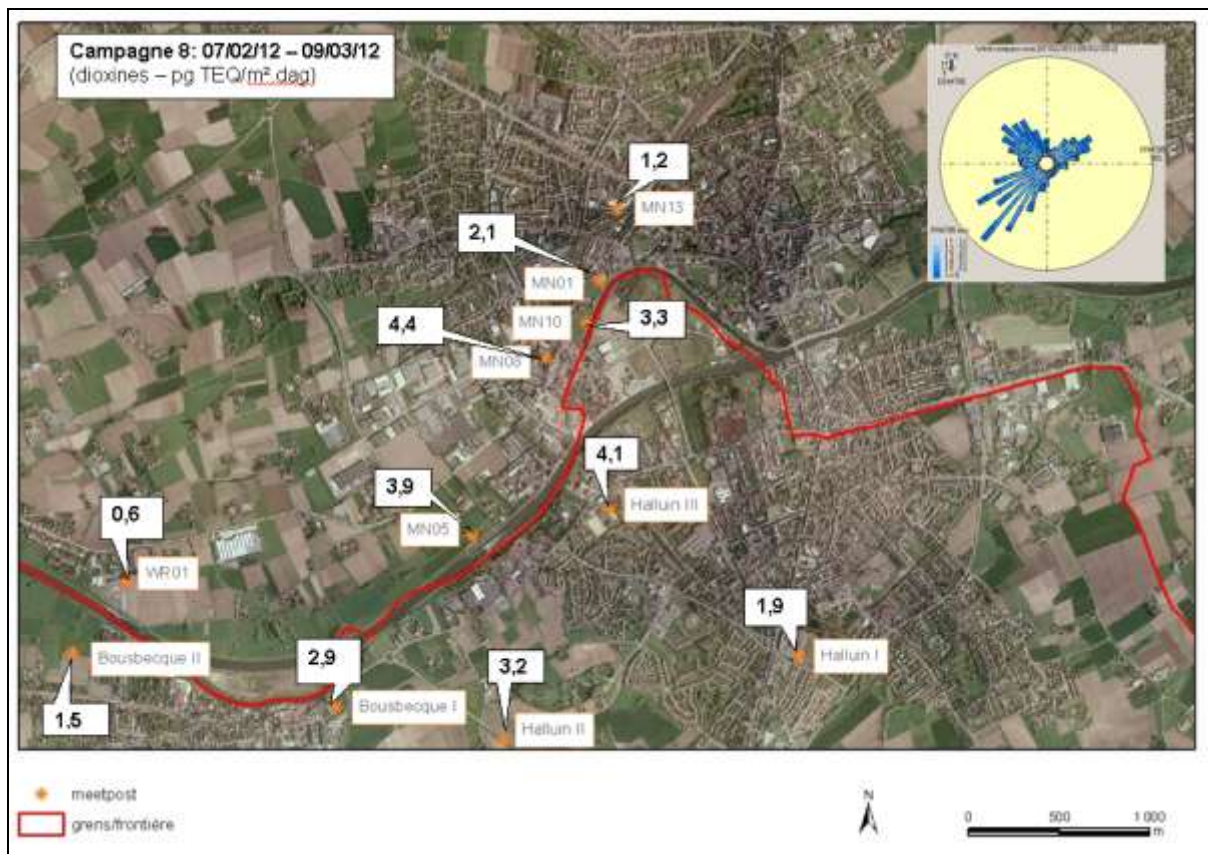 Campagne 8: 07/02/12 – 09/03/12
(dioxines – pg TEQ/m².dag)
1,2
MN13
2,1
MN01
MN10
3,3
4,4
MN08
4,1
Halluin III
3,9
MN05
0,6
WR01
1,9
Halluin I
Bousbecque II
2,9
3,2
Bousbecque I
1,5
Halluin II
meetpost
grens/frontière
N
0 500 1 000
m